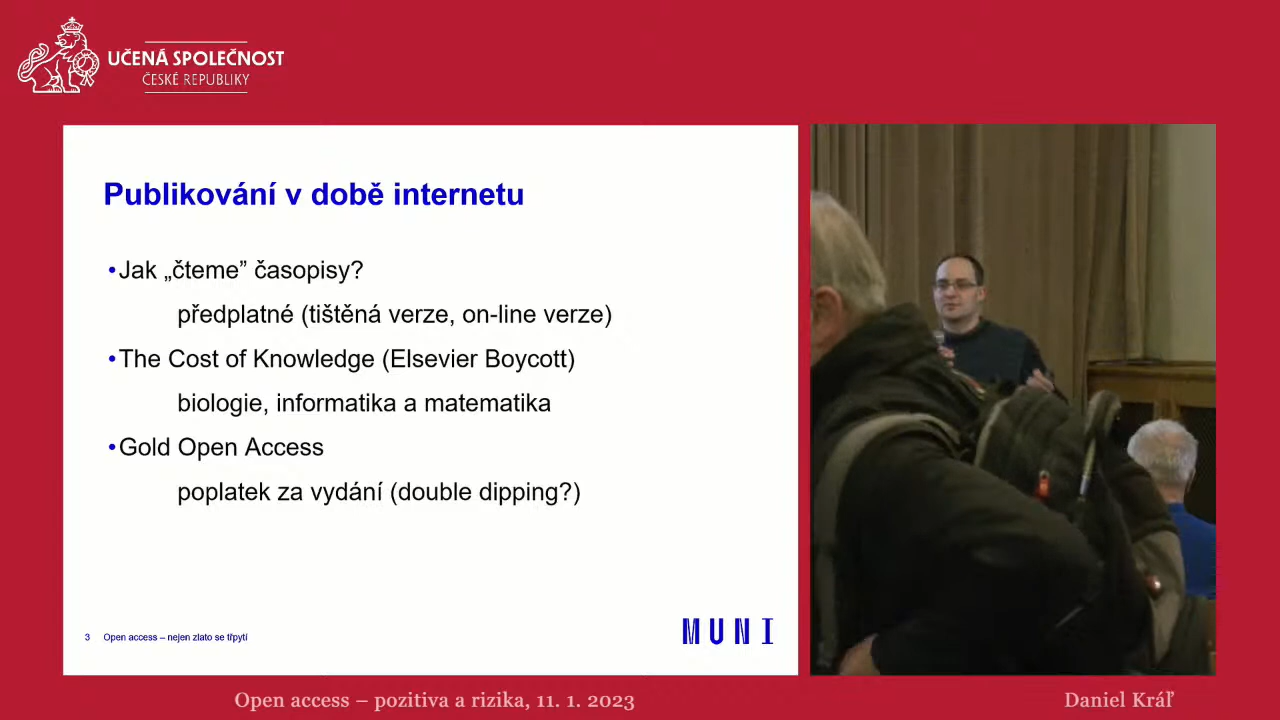 UČENÁ SPOLEČNOST
ČESKÉ REPUBLIKY
Publikování v době internetu
•Jak „čteme” časopisy?
předplatné (tištěná verze, on-line verze)
•The Cost of Knowledge (Elsevier Boycott)
biologie, informatika a matematika
•Gold Open Access
poplatek za vydání (double dipping?)
3 Open access – nejen zlato se třpytí
MUNI
Open access – pozitiva a rizika, 11. 1. 2023
Daniel Kráľ